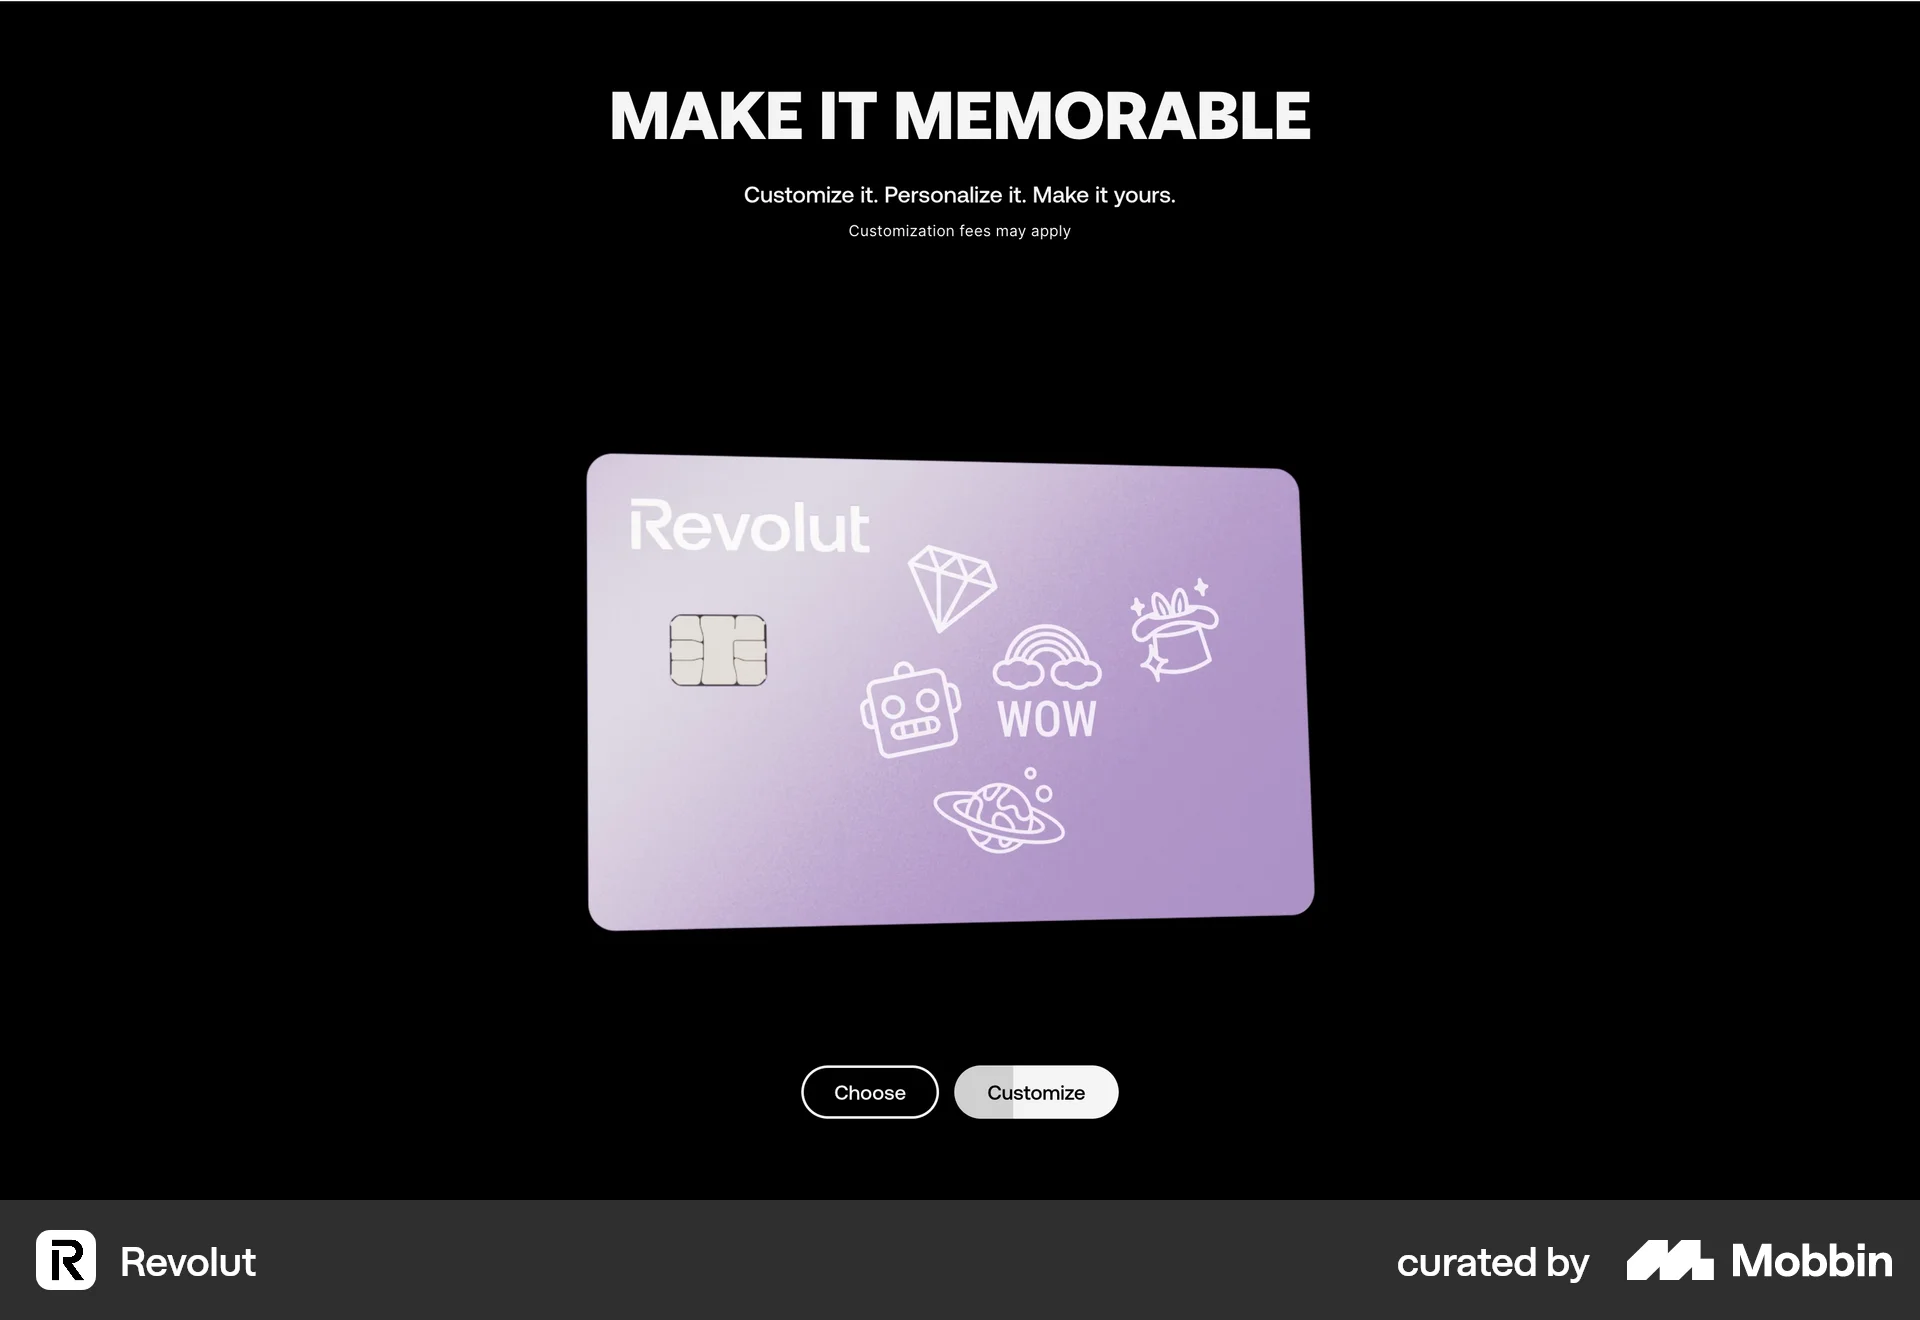 MAKE IT MEMORABLE
Customize it. Personalize it. Make it yours.
Customization fees may apply
Revolut
WOW
Choose
Customize
R Revolut
curated by Mobbin